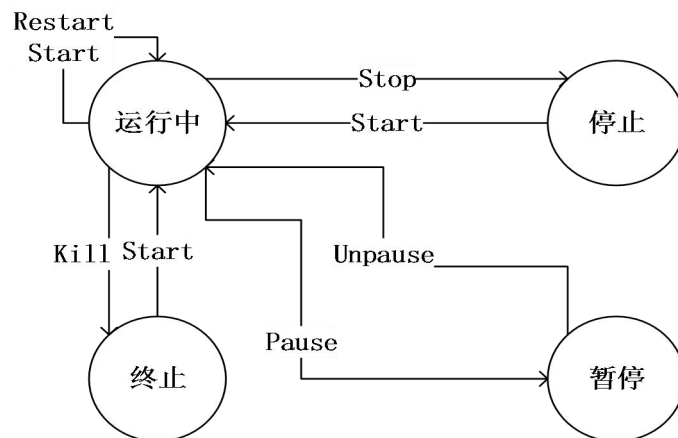 Restart
Start
Stop
运行中
Start
停止
Kill
Start
Unpause
Pause
终止
暂停